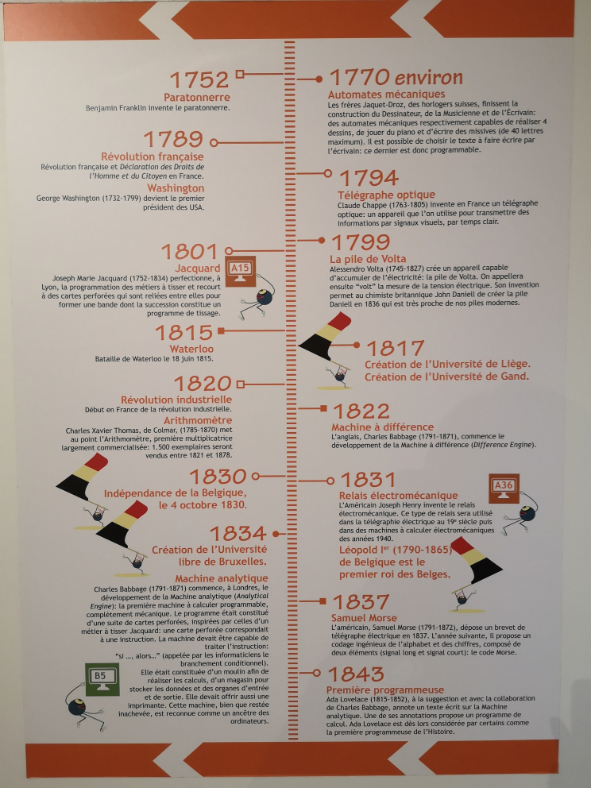 1752
Paratonnerre
Benjamin Franklin invente le paratonnerre.
1770 environ
Automates mécaniques
Les frères Jaquet-Droz, des horlogers suisses, finissent la
construction du Dessinateur, de la Musicienne et de l'Écrivain:
des automates mécaniques respectivement capables de réaliser 4
dessins, de jouer du piano et d'écrire des missives (de 40 lettres
maximum). Il est possible de choisir le texte à faire écrire par
l'écrivain: ce dernier est donc programmable.
1789
Révolution française
Révolution française et Déclaration des Droits de
l'Homme et du Citoyen en France.
Washington
George Washington (1732-1799) devient le premier
président des USA.
1794
Télégraphe optique
Claude Chappe (1763-1805) invente en France un télégraphe
optique: un appareil que l'on utilise pour transmettre des
informations par signaux visuels, par temps clair.
1799
La pile de Volta
Alessendro Volta (1745-1827) crée un appareil capable
d'accumuler de l'électricité: la pile de Volta. On appellera
ensuite "volt" la mesure de la tension électrique. Son invention
permet au chimiste britannique John Daniell de créer la pile
Daniell en 1836 qui est très proche de nos piles modernes.
1801
Jacquard
A15
Joseph Marie Jacquard (1752-1834) perfectionne, à
Lyon, la programmation des métiers à tisser et recourt
à des cartes perforées qui sont reliées entre elles pour
former une bande dont la succession constitue un
programme de tissage.
1815
Waterloo
Bataille de Waterloo le 18 juin 1815.
1817
Création de l'Université de Liège.
Création de l'Université de Gand.
1820
Révolution industrielle
Début en France de la révolution industrielle.
Arithmomètre
Charles Xavier Thomas, de Colmar, (1785-1870) met
au point l'Arithmomètre, première multiplicatrice
largement commercialisée: 1.500 exemplaires seront
vendus entre 1821 et 1878.
1822
Machine à différence
L'anglais, Charles Babbage (1791-1871), commence le
développement de la Machine à différence (Difference Engine).
1830
Indépendance de la Belgique,
le 4 octobre 1830.
1831
Relais électromécanique
A36
L'Américain Joseph Henry invente le relais
électromécanique. Ce type de relais sera utilisé
dans la télégraphie électrique au 19e siècle puis
dans des machines à calculer électromécaniques
des années 1940.
Léopold Ier (1790-1865)
de Belgique est le
premier roi des Belges.
1834
Création de l'Université
libre de Bruxelles.
Machine analytique
Charles Babbage (1791-1871) commence, à Londres, le
développement de la Machine analytique (Analytical
Engine): la première machine à calculer programmable,
complètement mécanique. Le programme était constitué
d'une suite de cartes perforées, inspirées par celles d'un
métier à tisser Jacquard: une carte perforée correspondant
à une instruction. La machine devait être capable de
traiter l'instruction:
"si ..., alors..." (appelée par les informaticiens le
branchement conditionnel).
Elle était constituée d'un moulin afin de
réaliser les calculs, d'un magasin pour
stocker les données et des organes d'entrée
et de sortie. Elle devait offrir aussi une
imprimante. Cette machine, bien que restée
inachevée, est reconnue comme un ancêtre des
ordinateurs.
B5
1837
Samuel Morse
L'américain, Samuel Morse (1791-1872), dépose un brevet de
télégraphe électrique en 1837. L'année suivante, il propose un
codage ingénieux de l'alphabet et des chiffres, composé de
deux éléments (signal long et signal court): le code Morse.
1843
Première programmeuse
Ada Lovelace (1815-1852), à la suggestion et avec la collaboration
de Charles Babbage, annote un texte écrit sur la Machine
analytique. Une de ses annotations propose un programme de
calcul. Ada Lovelace est dès lors considérée par certains comme
la première programmeuse de l'Histoire.